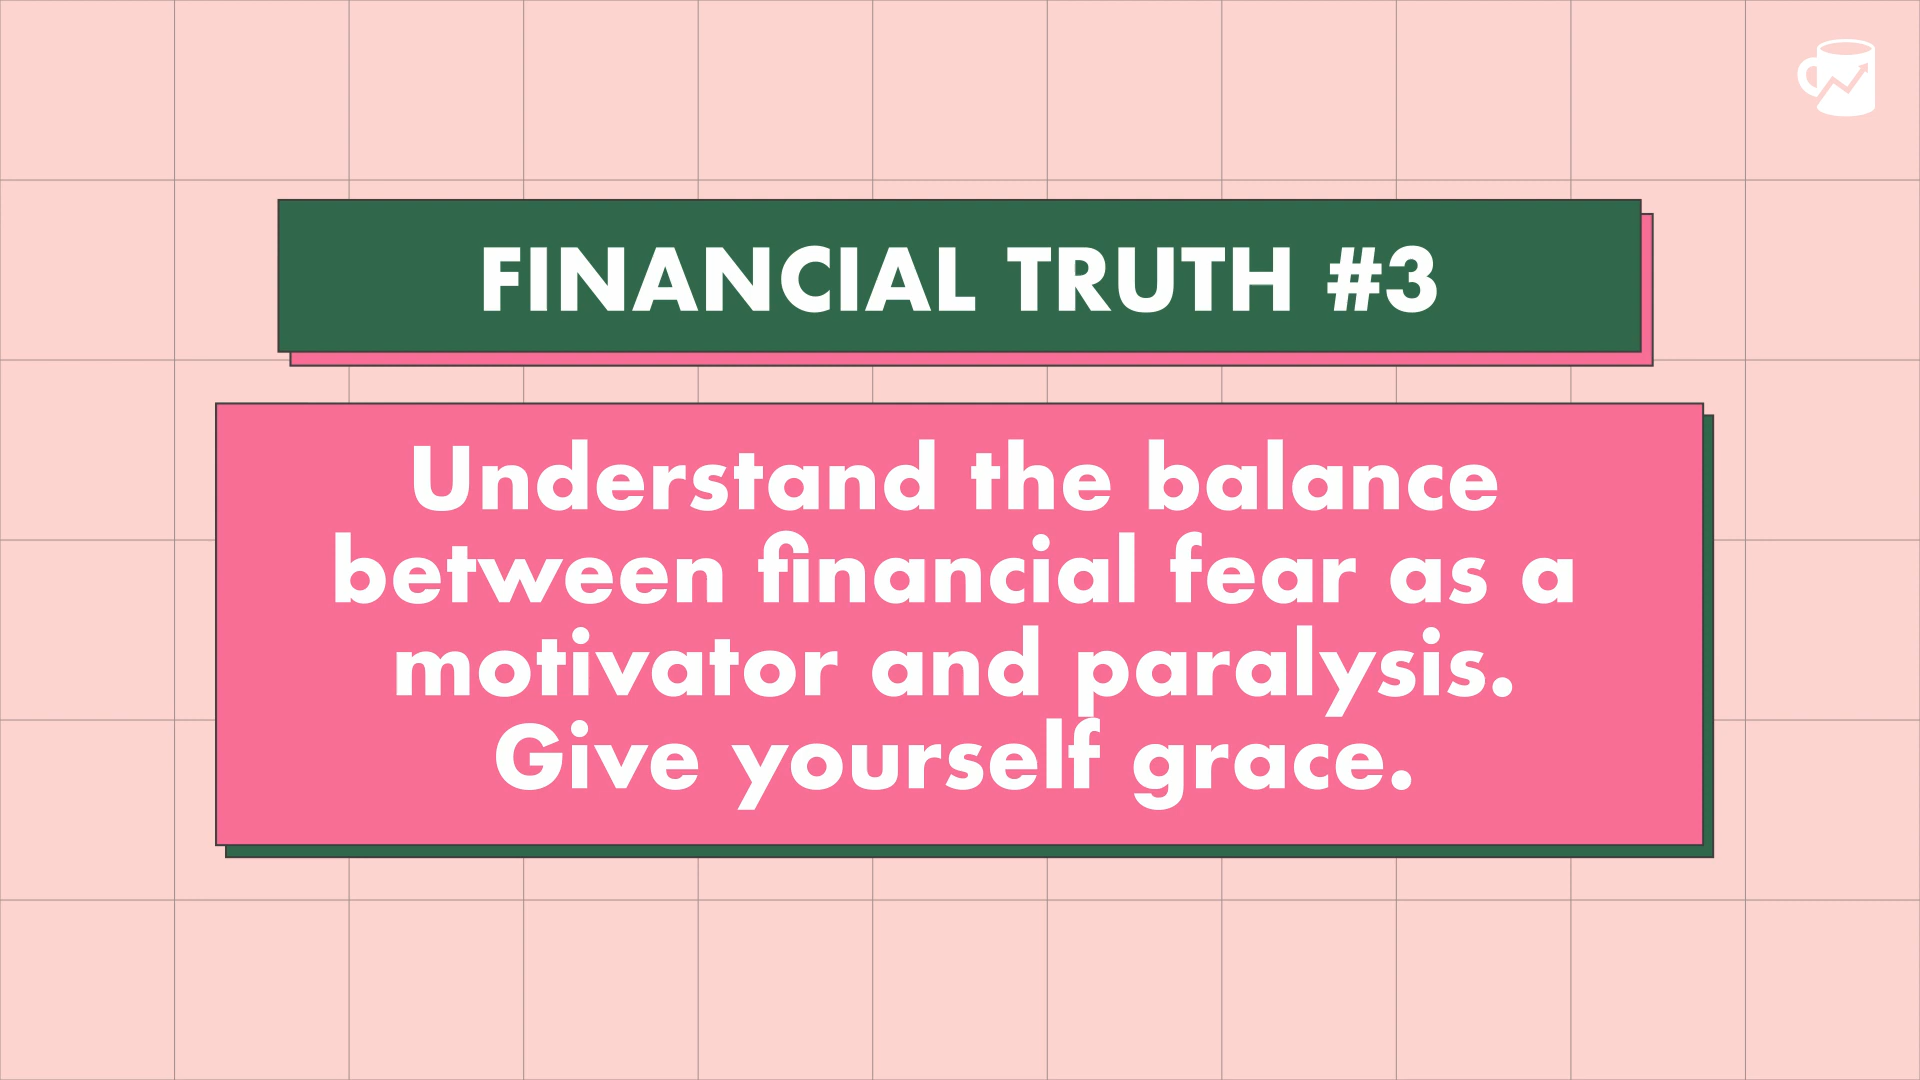 FINANCIAL TRUTH #3
Understand the balance
between financial fear as a
motivator and paralysis.
Give yourself grace.